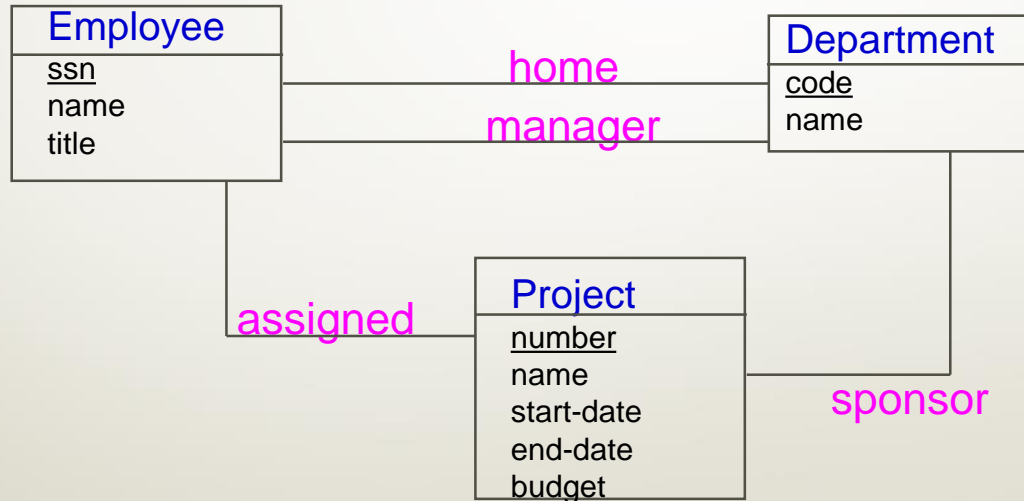 Employee
ssn
name
title
home
manager
Department
code
name
assigned
Project
number
name
start-date
end-date
budget
sponsor